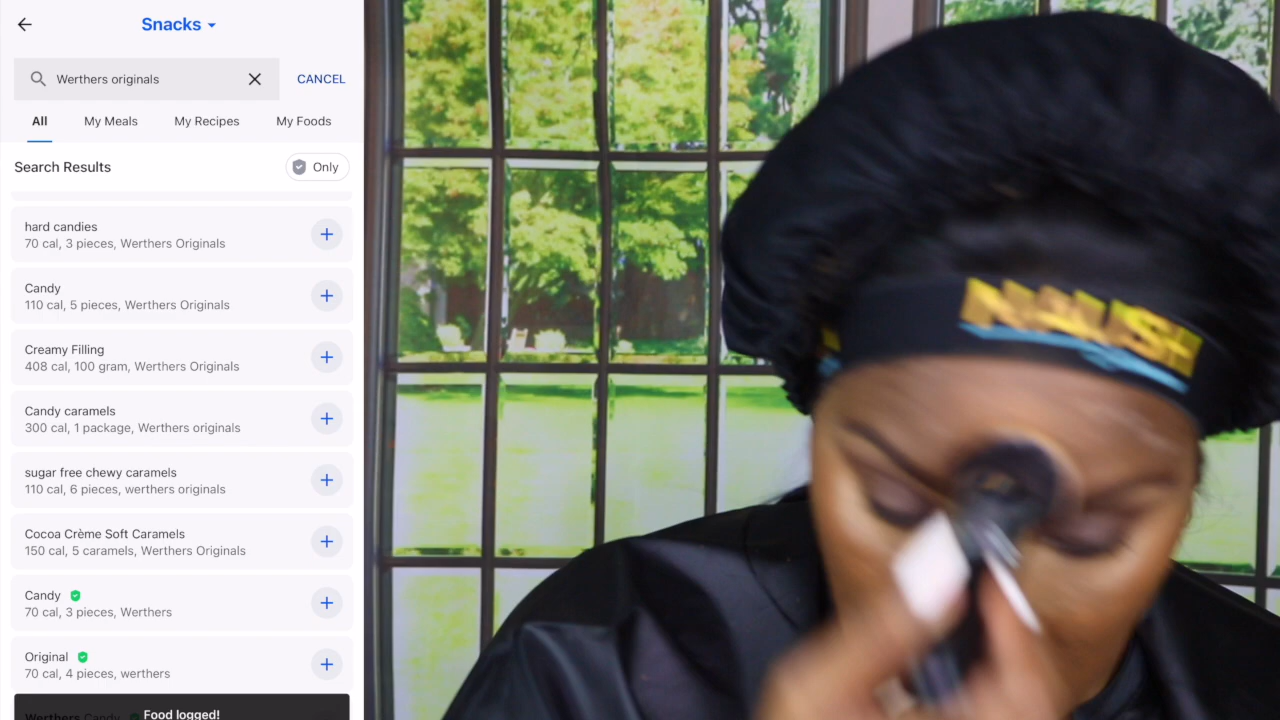 Snacks
Werthers originals
CANCEL
All
My Meals
My Recipes
My Foods
Search Results
Only
hard candies
70 cal, 3 pieces, Werthers Originals
Candy
110 cal, 5 pieces, Werthers Originals
Creamy Filling
408 cal, 100 gram, Werthers Originals
Candy caramels
300 cal, 1 package, Werthers originals
sugar free chewy caramels
110 cal, 6 pieces, werthers originals
Cocoa Crème Soft Caramels
150 cal, 5 caramels, Werthers Originals
Candy
70 cal, 3 pieces, Werthers
Original
70 cal, 4 pieces, werthers
Werthers Candy
Food logged!